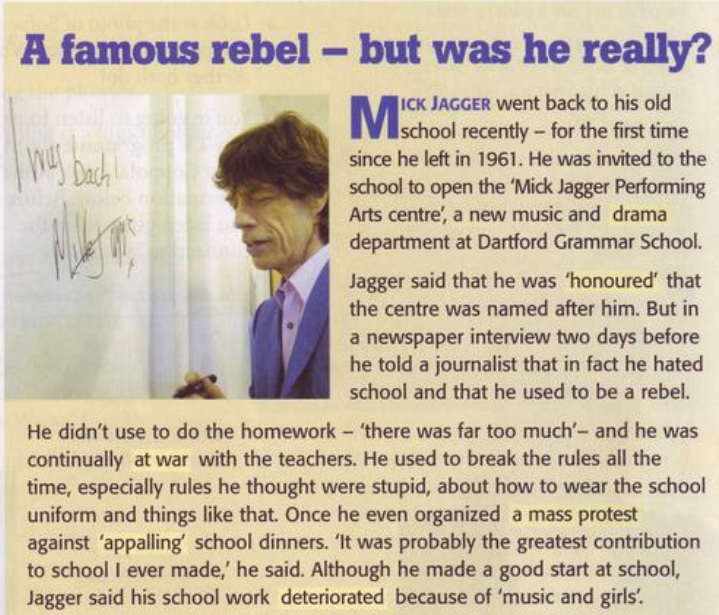 A famous rebel – but was he really?
I was bach!
MICK JAGGER went back to his old
school recently – for the first time
since he left in 1961. He was invited to the
school to open the 'Mick Jagger Performing
Arts centre', a new music and drama
department at Dartford Grammar School.
Jagger said that he was 'honoured' that
the centre was named after him. But in
a newspaper interview two days before
he told a journalist that in fact he hated
school and that he used to be a rebel.
He didn't use to do the homework – 'there was far too much'– and he was
continually at war with the teachers. He used to break the rules all the
time, especially rules he thought were stupid, about how to wear the school
uniform and things like that. Once he even organized a mass protest
against 'appalling' school dinners. 'It was probably the greatest contribution
to school I ever made,' he said. Although he made a good start at school,
Jagger said his school work deteriorated because of 'music and girls'.